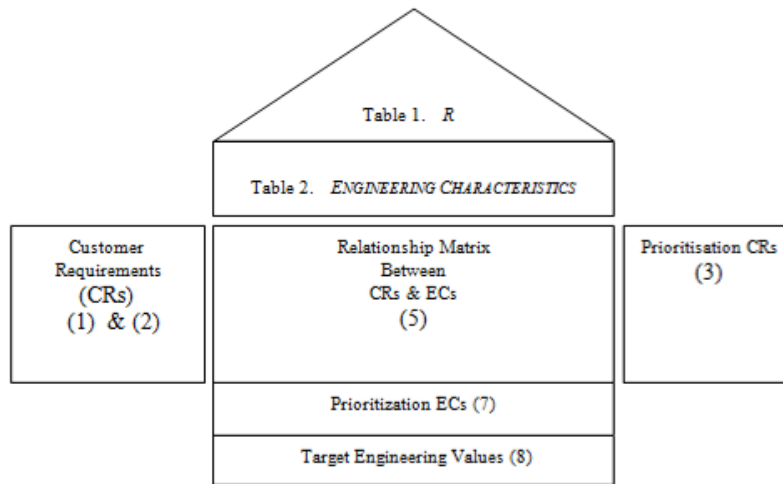 Table 1. R
Table 2. ENGINEERING CHARACTERISTICS
Customer
Requirements
(CRs)
(1) & (2)
Relationship Matrix
Between
CRs & ECs
(5)
Prioritisation CRs
(3)
Prioritization ECs (7)
Target Engineering Values (8)